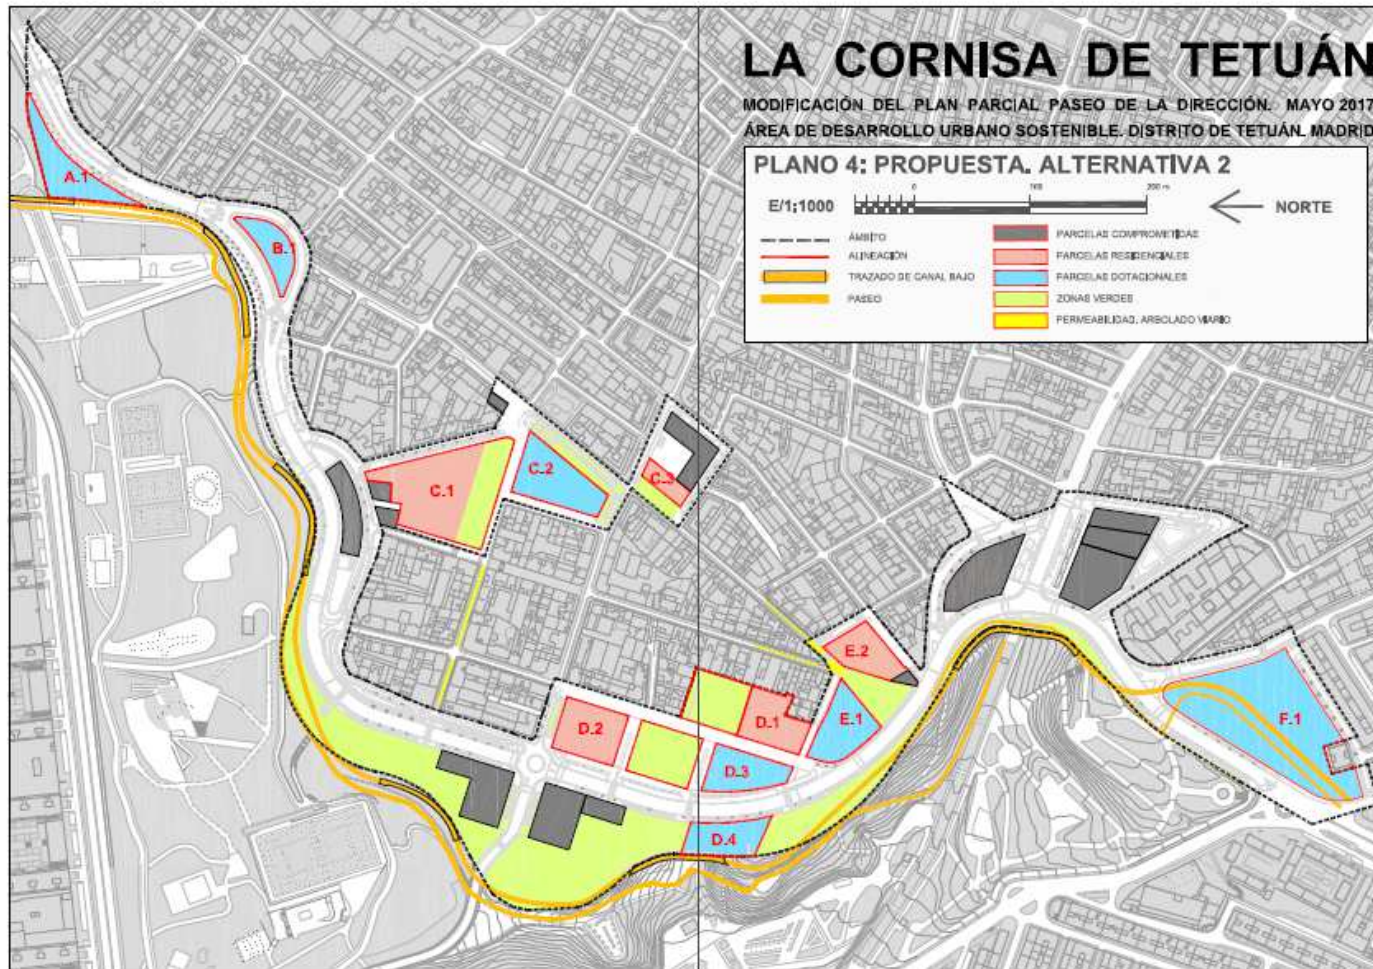 LA CORNISA DE TETUÁN
MODIFICACIÓN DEL PLAN PARCIAL PASEO DE LA DIRECCIÓN. MAYO 2017
ÁREA DE DESARROLLO URBANO SOSTENIBLE. DISTRITO DE TETUÁN. MADRID
PLANO 4: PROPUESTA. ALTERNATIVA 2
0 100 200 m
E/1:1000
NORTE
ÁMBITO
ALINEACIÓN
TRAZADO DE CANAL BAJO
PASEO
PARCELAS COMPROMETIDAS
PARCELAS RESIDENCIALES
PARCELAS DOTACIONALES
ZONAS VERDES
PERMEABILIDAD. ARBOLADO VIARIO
A.1
B.1
C.1
C.2
C.3
E.2
E.1
D.1
D.2
D.3
D.4
F.1